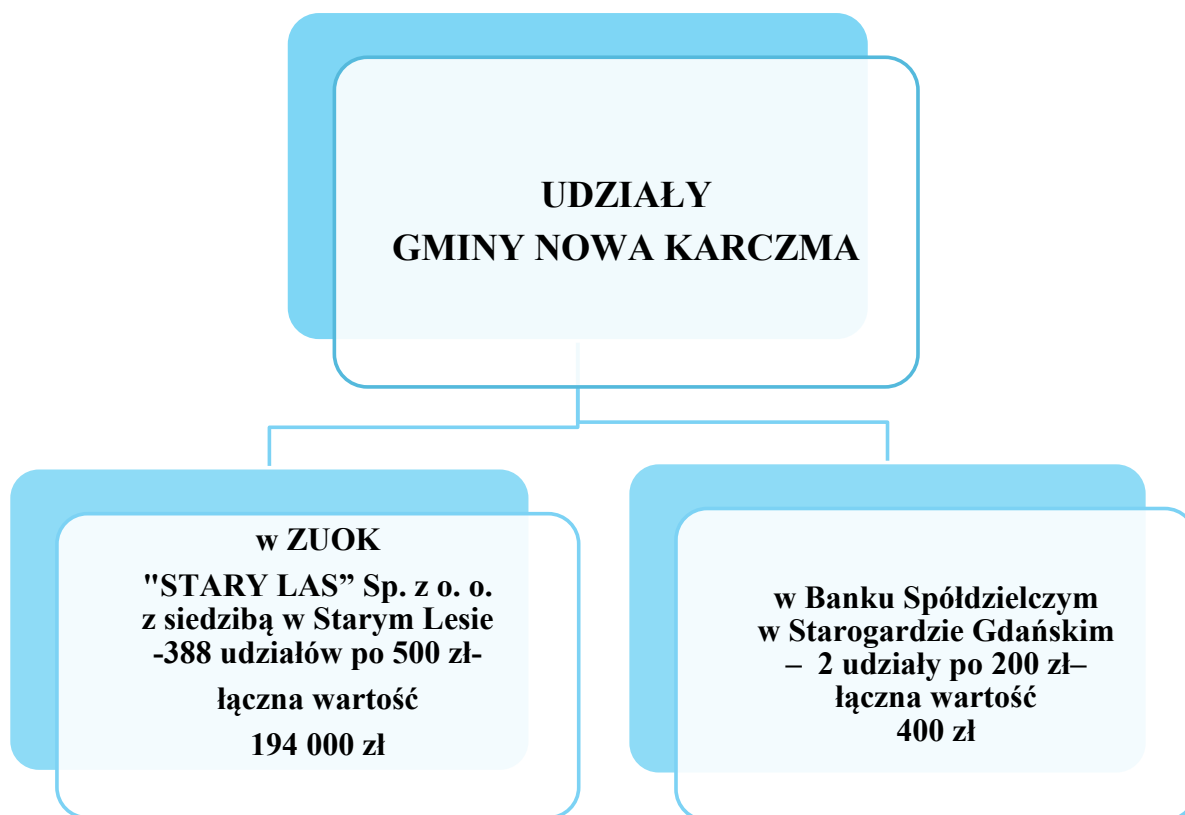 UDZIAŁY
GMINY NOWA KARCZMA
w ZUOK
"STARY LAS” Sp. z o. o.
z siedzibą w Starym Lesie
-388 udziałów po 500 zł-
łączna wartość
194 000 zł
w Banku Spółdzielczym
w Starogardzie Gdańskim
– 2 udziały po 200 zł–
łączna wartość
400 zł